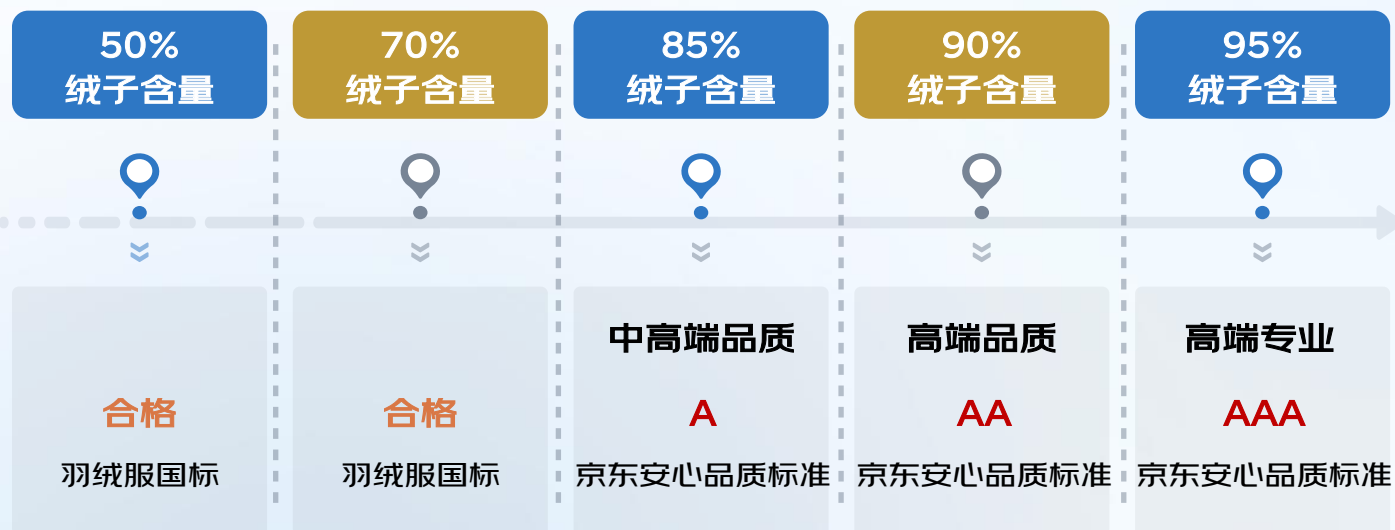 50%
绒子含量
70%
绒子含量
85%
绒子含量
90%
绒子含量
95%
绒子含量
合格
羽绒服国标
合格
羽绒服国标
中高端品质
A
京东安心品质标准
高端品质
AA
京东安心品质标准
高端专业
AAA
京东安心品质标准